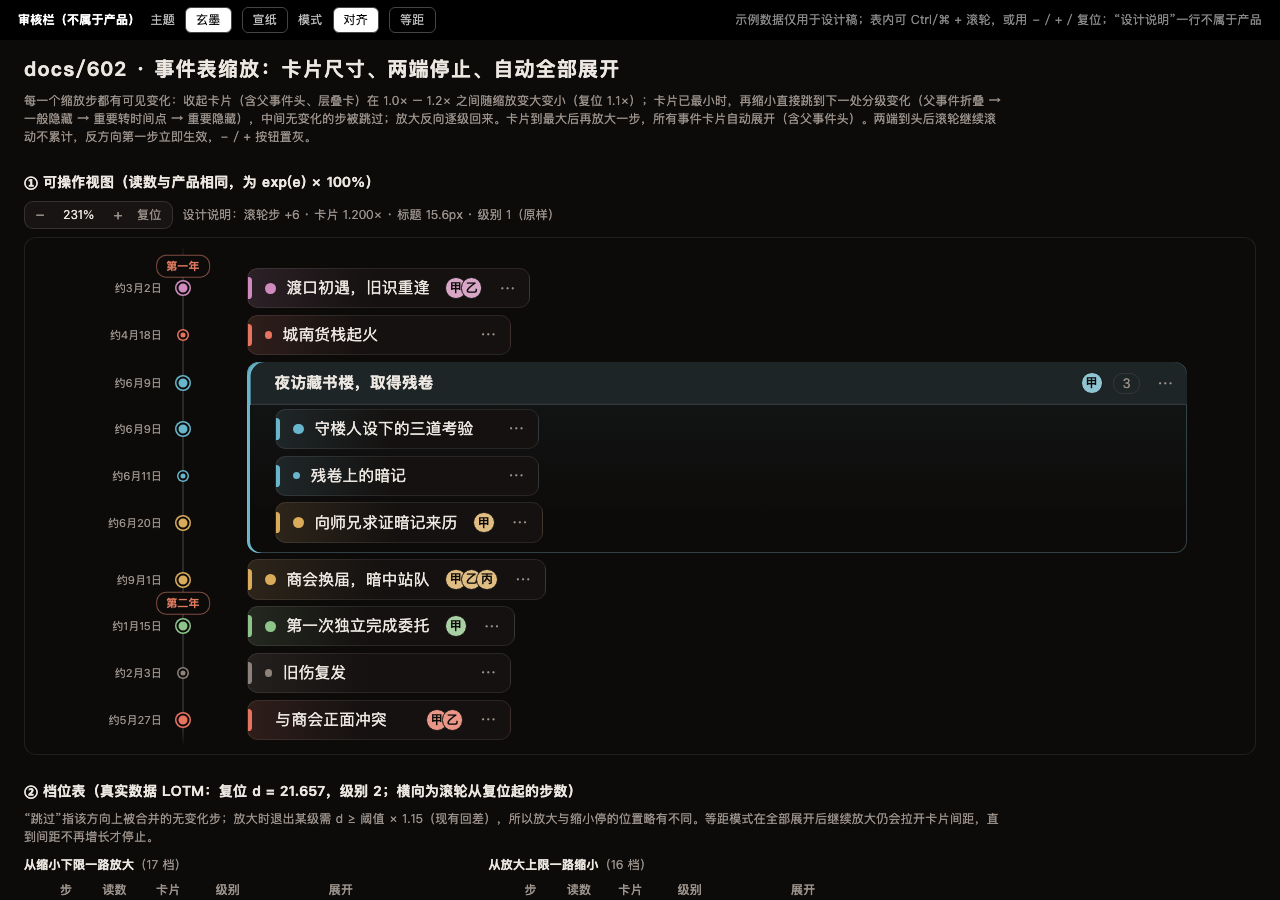 审核栏（不属于产品） 主题 玄墨 宣纸 模式 对齐 等距 示例数据仅用于设计稿；表内可 Ctrl/⌘ + 滚轮，或用 − / + / 复位；“设计说明”一行不属于产品
docs/602 · 事件表缩放：卡片尺寸、两端停止、自动全部展开
每一个缩放步都有可见变化：收起卡片（含父事件头、层叠卡）在 1.0× — 1.2× 之间随缩放变大变小（复位 1.1×）；卡片已最小时，再缩小直接跳到下一处分级变化（父事件折叠 →
一般隐藏 → 重要转时间点 → 重要隐藏），中间无变化的步被跳过；放大反向逐级回来。卡片到最大后再放大一步，所有事件卡片自动展开（含父事件头）。两端到头后滚轮继续滚
动不累计，反方向第一步立即生效，− / + 按钮置灰。
① 可操作视图（读数与产品相同，为 exp(e) × 100%）
− 231% + 复位 设计说明：滚轮步 +6 · 卡片 1.200× · 标题 15.6px · 级别 1（原样）
第一年
约3月2日 渡口初遇，旧识重逢 甲 乙 ···
约4月18日 城南货栈起火 ···
约6月9日 夜访藏书楼，取得残卷 甲 3 ···
约6月9日 守楼人设下的三道考验 ···
约6月11日 残卷上的暗记 ···
约6月20日 向师兄求证暗记来历 甲 ···
约9月1日 商会换届，暗中站队 甲 乙 丙 ···
第二年
约1月15日 第一次独立完成委托 甲 ···
约2月3日 旧伤复发 ···
约5月27日 与商会正面冲突 甲 乙 ···
② 档位表（真实数据 LOTM：复位 d = 21.657，级别 2；横向为滚轮从复位起的步数）
“跳过”指该方向上被合并的无变化步；放大时退出某级需 d ≥ 阈值 × 1.15（现有回差），所以放大与缩小停的位置略有不同。等距模式在全部展开后继续放大仍会拉开卡片间距，直
到间距不再增长才停止。
从缩小下限一路放大（17 档） 从放大上限一路缩小（16 档）
步 读数 卡片 级别 展开 步 读数 卡片 级别 展开